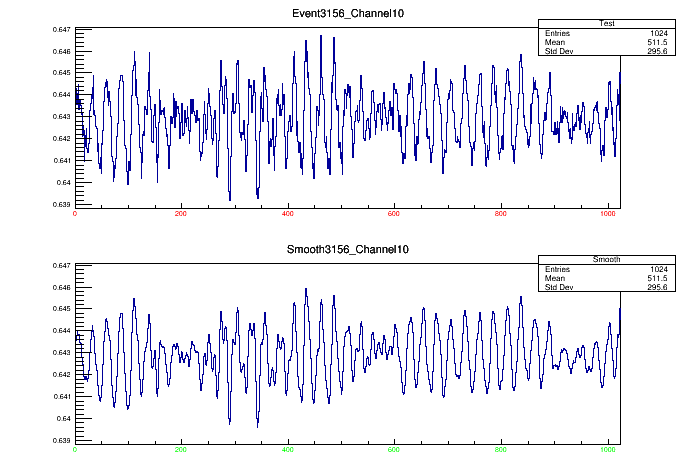 Event3156_Channel10
Test
Entries 1024
Mean 511.5
Std Dev 295.6
0.647
0.646
0.645
0.644
0.643
0.642
0.641
0.64
0.639
0 200 400 600 800 1000
Smooth3156_Channel10
Smooth
Entries 1024
Mean 511.5
Std Dev 295.6
0.647
0.646
0.645
0.644
0.643
0.642
0.641
0.64
0.639
0 200 400 600 800 1000